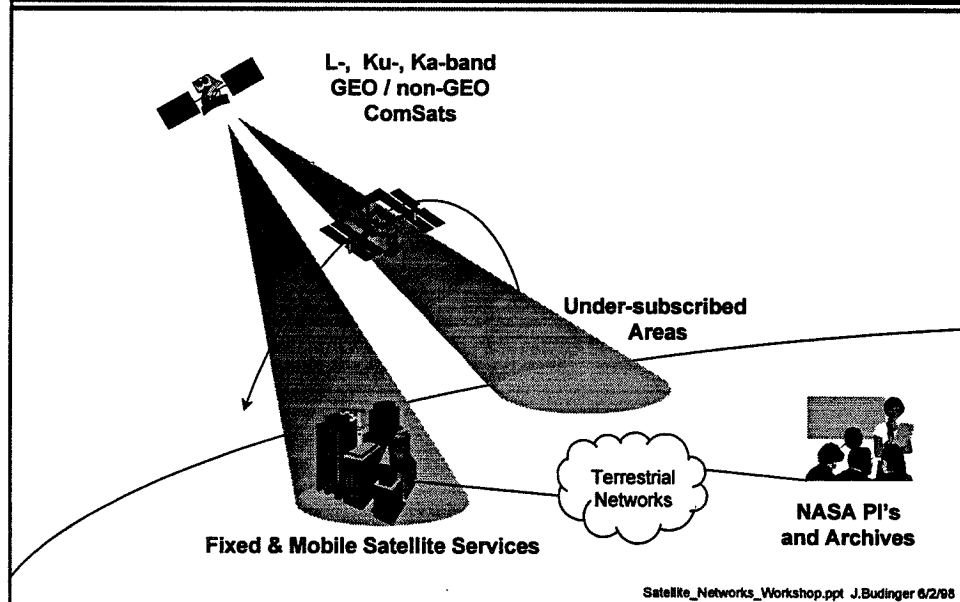 L-, Ku-, Ka-band
GEO / non-GEO
ComSats
Under-subscribed
Areas
Terrestrial
Networks
NASA PI's
and Archives
Fixed & Mobile Satellite Services
Satellite_Networks_Workshop.ppt J.Budinger 6/2/98